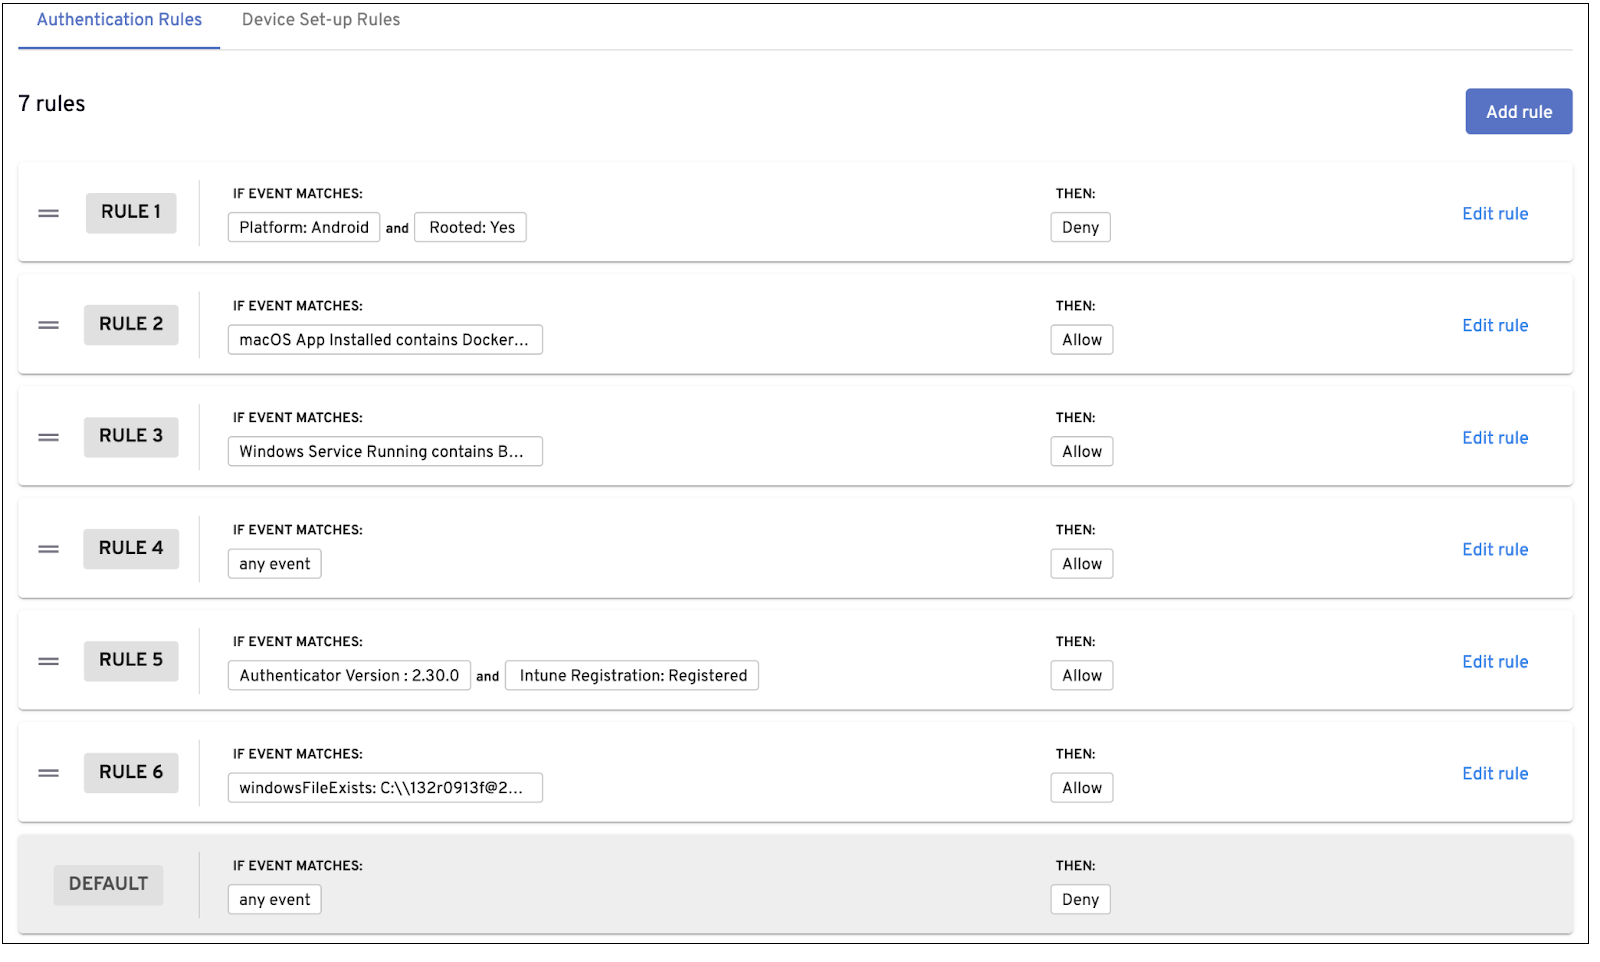 Authentication Rules Device Set-up Rules
7 rules
Add rule
RULE 1
IF EVENT MATCHES:
Platform: Android and Rooted: Yes
THEN:
Deny
Edit rule
RULE 2
IF EVENT MATCHES:
macOS App Installed contains Docker...
THEN:
Allow
Edit rule
RULE 3
IF EVENT MATCHES:
Windows Service Running contains B...
THEN:
Allow
Edit rule
RULE 4
IF EVENT MATCHES:
any event
THEN:
Allow
Edit rule
RULE 5
IF EVENT MATCHES:
Authenticator Version : 2.30.0 and Intune Registration: Registered
THEN:
Allow
Edit rule
RULE 6
IF EVENT MATCHES:
windowsFileExists: C:\\132r0913f@2...
THEN:
Allow
Edit rule
DEFAULT
IF EVENT MATCHES:
any event
THEN:
Deny